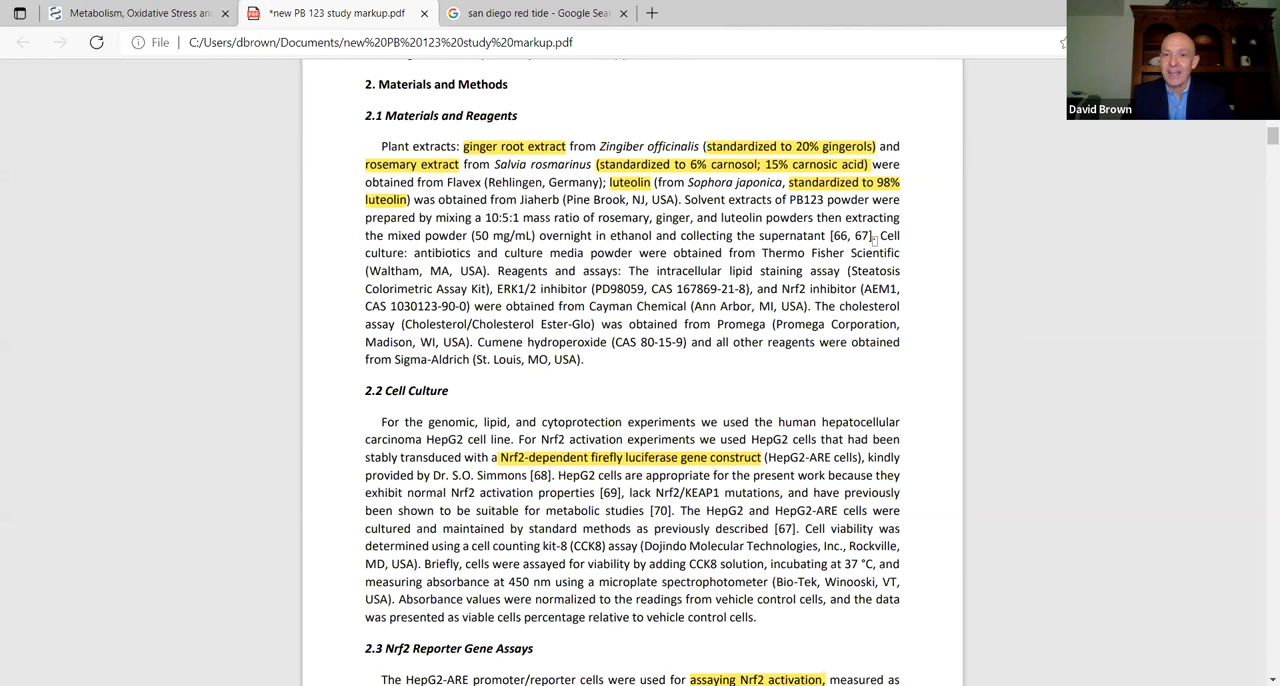 Metabolism, Oxidative Stress an
*new PB 123 study markup.pdf
san diego red tide - Google Sear
File
C:/Users/dbrown/Documents/new%20PB%20123%20study%20markup.pdf
David Brown
2. Materials and Methods
2.1 Materials and Reagents
Plant extracts: ginger root extract from Zingiber officinalis (standardized to 20% gingerols) and
rosemary extract from Salvia rosmarinus (standardized to 6% carnosol; 15% carnosic acid) were
obtained from Flavex (Rehlingen, Germany); luteolin (from Sophora japonica, standardized to 98%
luteolin) was obtained from Jiaherb (Pine Brook, NJ, USA). Solvent extracts of PB123 powder were
prepared by mixing a 10:5:1 mass ratio of rosemary, ginger, and luteolin powders then extracting
the mixed powder (50 mg/mL) overnight in ethanol and collecting the supernatant [66, 67]. Cell
culture: antibiotics and culture media powder were obtained from Thermo Fisher Scientific
(Waltham, MA, USA). Reagents and assays: The intracellular lipid staining assay (Steatosis
Colorimetric Assay Kit), ERK1/2 inhibitor (PD98059, CAS 167869-21-8), and Nrf2 inhibitor (AEM1,
CAS 1030123-90-0) were obtained from Cayman Chemical (Ann Arbor, MI, USA). The cholesterol
assay (Cholesterol/Cholesterol Ester-Glo) was obtained from Promega (Promega Corporation,
Madison, WI, USA). Cumene hydroperoxide (CAS 80-15-9) and all other reagents were obtained
from Sigma-Aldrich (St. Louis, MO, USA).
2.2 Cell Culture
For the genomic, lipid, and cytoprotection experiments we used the human hepatocellular
carcinoma HepG2 cell line. For Nrf2 activation experiments we used HepG2 cells that had been
stably transduced with a Nrf2-dependent firefly luciferase gene construct (HepG2-ARE cells), kindly
provided by Dr. S.O. Simmons [68]. HepG2 cells are appropriate for the present work because they
exhibit normal Nrf2 activation properties [69], lack Nrf2/KEAP1 mutations, and have previously
been shown to be suitable for metabolic studies [70]. The HepG2 and HepG2-ARE cells were
cultured and maintained by standard methods as previously described [67]. Cell viability was
determined using a cell counting kit-8 (CCK8) assay (Dojindo Molecular Technologies, Inc., Rockville,
MD, USA). Briefly, cells were assayed for viability by adding CCK8 solution, incubating at 37 °C, and
measuring absorbance at 450 nm using a microplate spectrophotometer (Bio-Tek, Winooski, VT,
USA). Absorbance values were normalized to the readings from vehicle control cells, and the data
was presented as viable cells percentage relative to vehicle control cells.
2.3 Nrf2 Reporter Gene Assays
The HepG2-ARE promoter/reporter cells were used for assaying Nrf2 activation, measured as